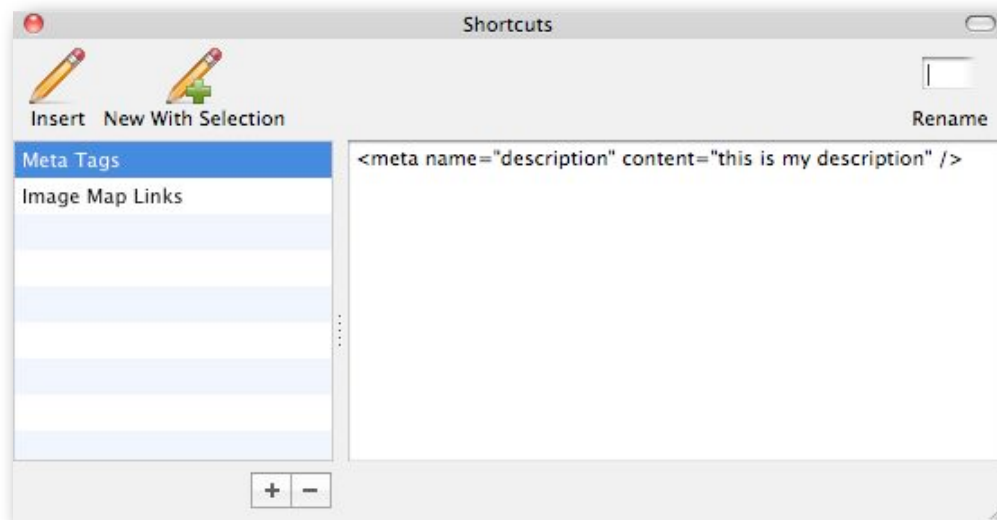 Shortcuts
Insert
New With Selection
Rename
Meta Tags
Image Map Links
<meta name="description" content="this is my description" />